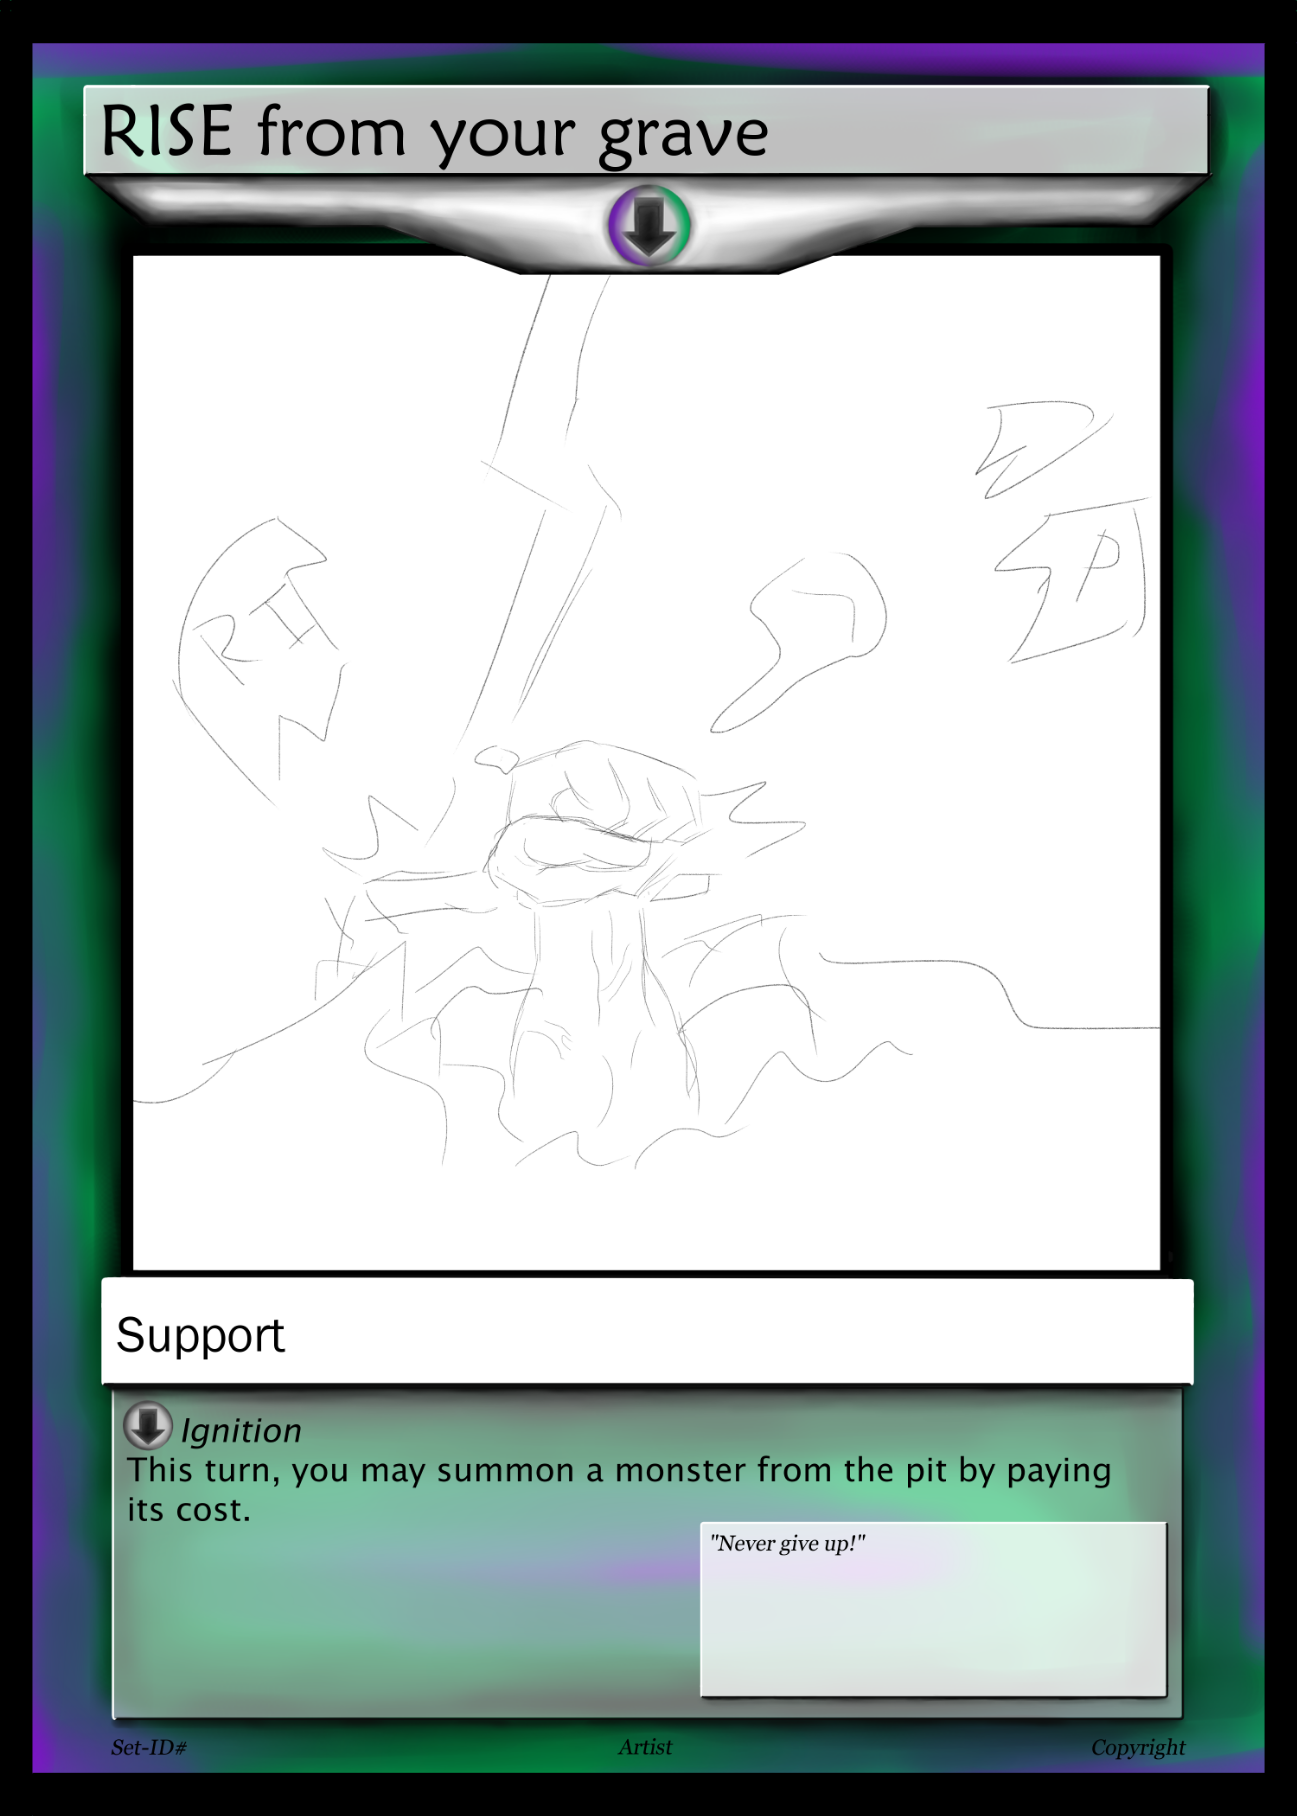 RISE from your grave
RI
P
Support
Ignition
This turn, you may summon a monster from the pit by paying
its cost.
"Never give up!"
Set-ID#
Artist
Copyright